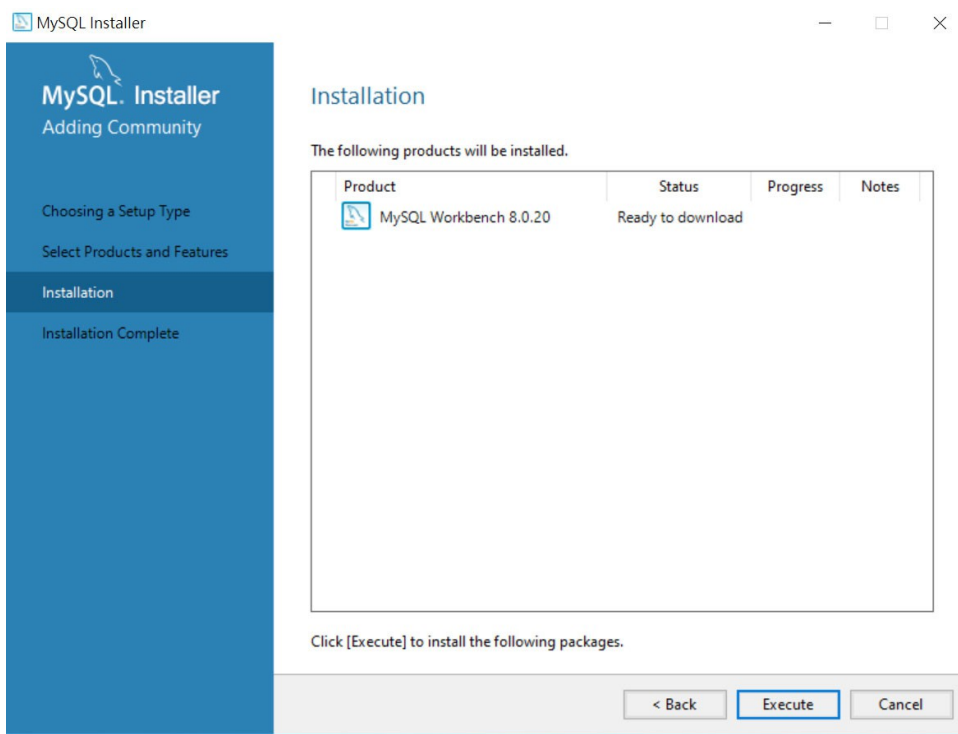 MySQL Installer
MySQL. Installer
Adding Community
Choosing a Setup Type
Select Products and Features
Installation
Installation Complete
Installation
The following products will be installed.
Product Status Progress Notes
MySQL Workbench 8.0.20 Ready to download
Click [Execute] to install the following packages.
< Back Execute Cancel